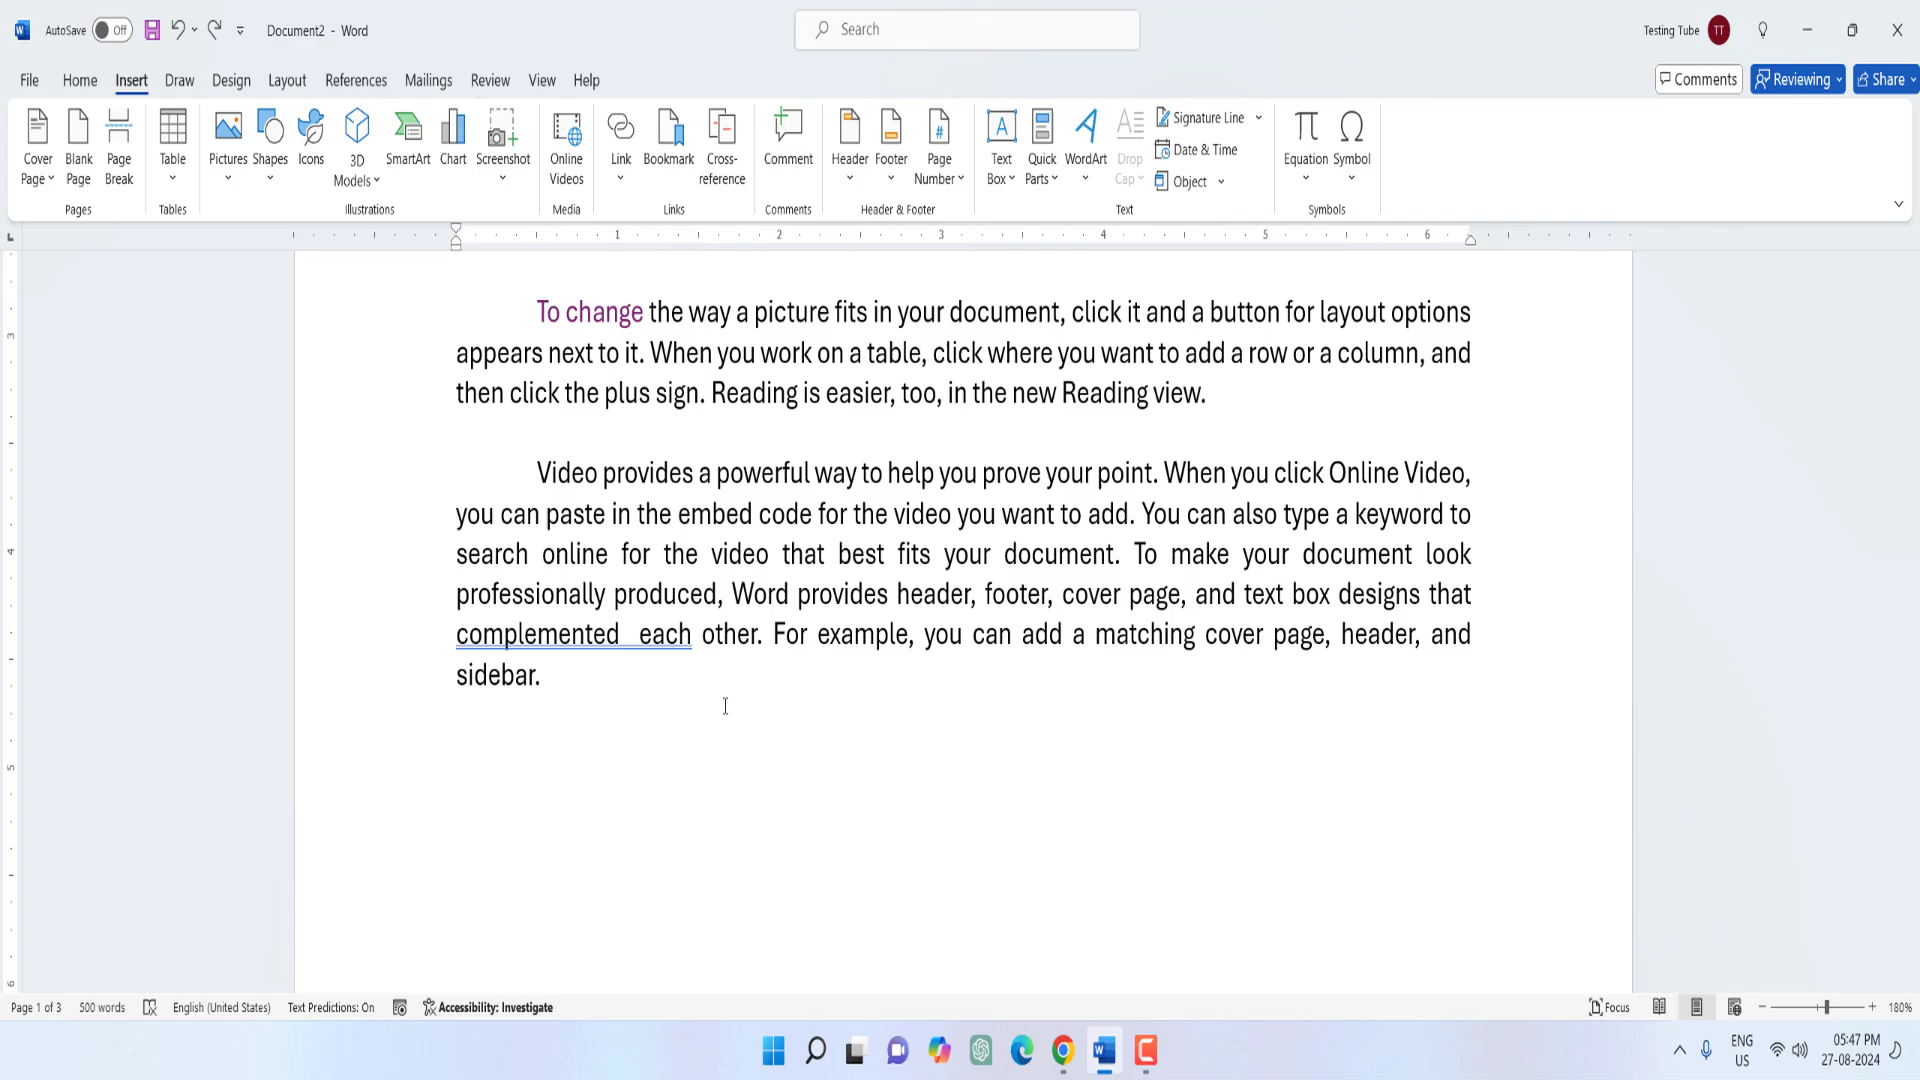 AutoSave Off Document2 - Word Search Testing Tube TT
File Home Insert Draw Design Layout References Mailings Review View Help Comments Reviewing Share
Cover Page Blank Page Page Break Table Pictures Shapes Icons 3D Models SmartArt Chart Screenshot Online Videos Link Bookmark Cross-reference Comment Header Footer Page Number Text Box Quick Parts WordArt Drop Cap Signature Line Date & Time Object Equation Symbol
Pages Tables Illustrations Media Links Comments Header & Footer Text Symbols
1 2 3 4 5 6
To change the way a picture fits in your document, click it and a button for layout options
appears next to it. When you work on a table, click where you want to add a row or a column, and
then click the plus sign. Reading is easier, too, in the new Reading view.
Video provides a powerful way to help you prove your point. When you click Online Video,
you can paste in the embed code for the video you want to add. You can also type a keyword to
search online for the video that best fits your document. To make your document look
professionally produced, Word provides header, footer, cover page, and text box designs that
complemented each other. For example, you can add a matching cover page, header, and
sidebar.
3
4
5
6
Page 1 of 3 500 words English (United States) Text Predictions: On Accessibility: Investigate Focus 180%
ENG US 05:47 PM
27-08-2024